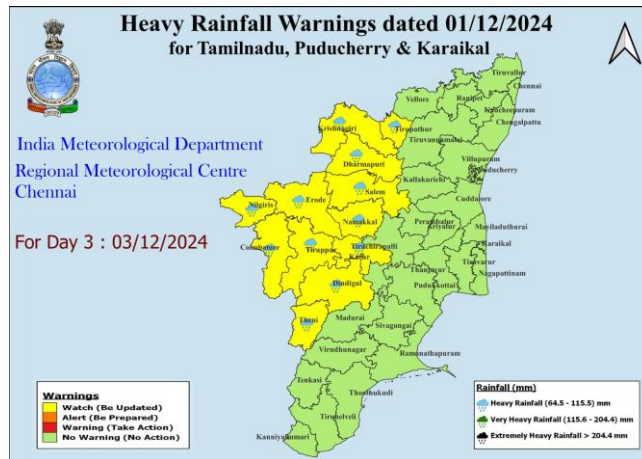 Heavy Rainfall Warnings dated 01/12/2024
for Tamilnadu, Puducherry & Karaikal
India Meteorological Department
Regional Meteorological Centre
Chennai
For Day 3 : 03/12/2024
Tiruvallur
Chennai
Vellore
Ranipet
Kancheepuram
Chengalpattu
Krishnagiri
Tirupathur
Tiruvannamalai
Dharmapuri
Villupuram
Puducherry
Kallakurichi
Salem
Nilgiris
Erode
Cuddalore
Namakkal
Perambalur
Ariyalur
Mayiladuthurai
Coimbatore
Tiruppur
Tiruchirapalli
Karur
Karaikal
Tiruvarur
Thanjavur
Nagapattinam
Dindigul
Pudukkottai
Theni
Madurai
Sivagangai
Virudhunagar
Ramanathapuram
Tenkasi
Thoothukudi
Tirunelveli
Kanniyakumari
Warnings
Watch (Be Updated)
Alert (Be Prepared)
Warning (Take Action)
No Warning (No Action)
Rainfall (mm)
Heavy Rainfall (64.5 - 115.5) mm
Very Heavy Rainfall (115.6 - 204.4) mm
Extremely Heavy Rainfall > 204.4 mm